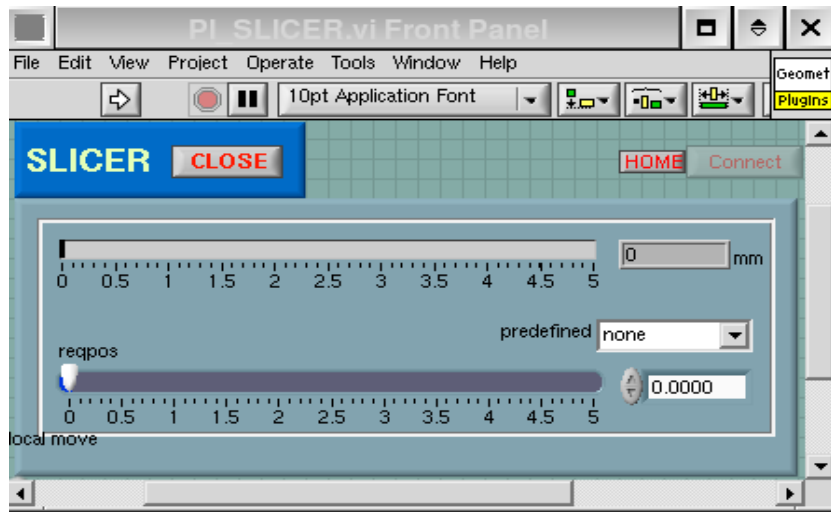 PI_SLICER.vi Front Panel
File Edit View Project Operate Tools Window Help
10pt Application Font
Geomet
PlugIns
SLICER CLOSE HOME Connect
0 mm
0 0.5 1 1.5 2 2.5 3 3.5 4 4.5 5
predefined none
reqpos
0.0000
0 0.5 1 1.5 2 2.5 3 3.5 4 4.5 5
local move